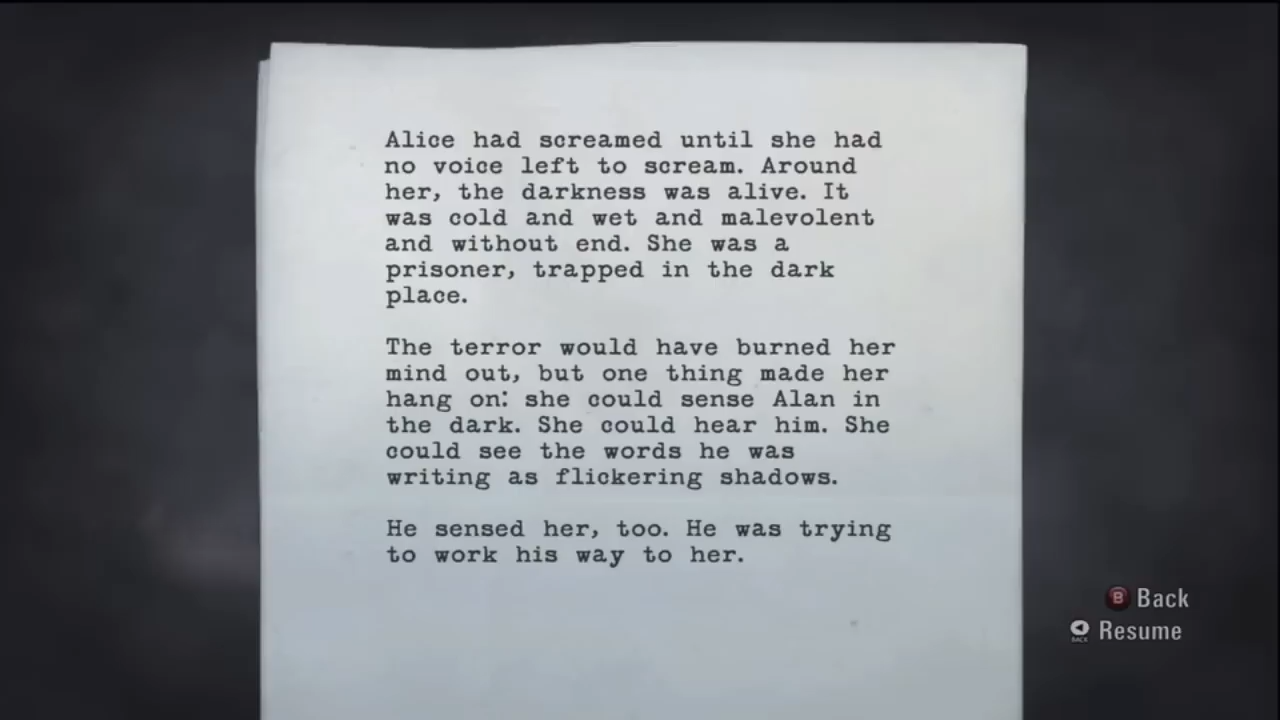 Alice had screamed until she had
no voice left to scream. Around
her, the darkness was alive. It
was cold and wet and malevolent
and without end. She was a
prisoner, trapped in the dark
place.
The terror would have burned her
mind out, but one thing made her
hang on: she could sense Alan in
the dark. She could hear him. She
could see the words he was
writing as flickering shadows.
He sensed her, too. He was trying
to work his way to her.
B Back
BACK Resume